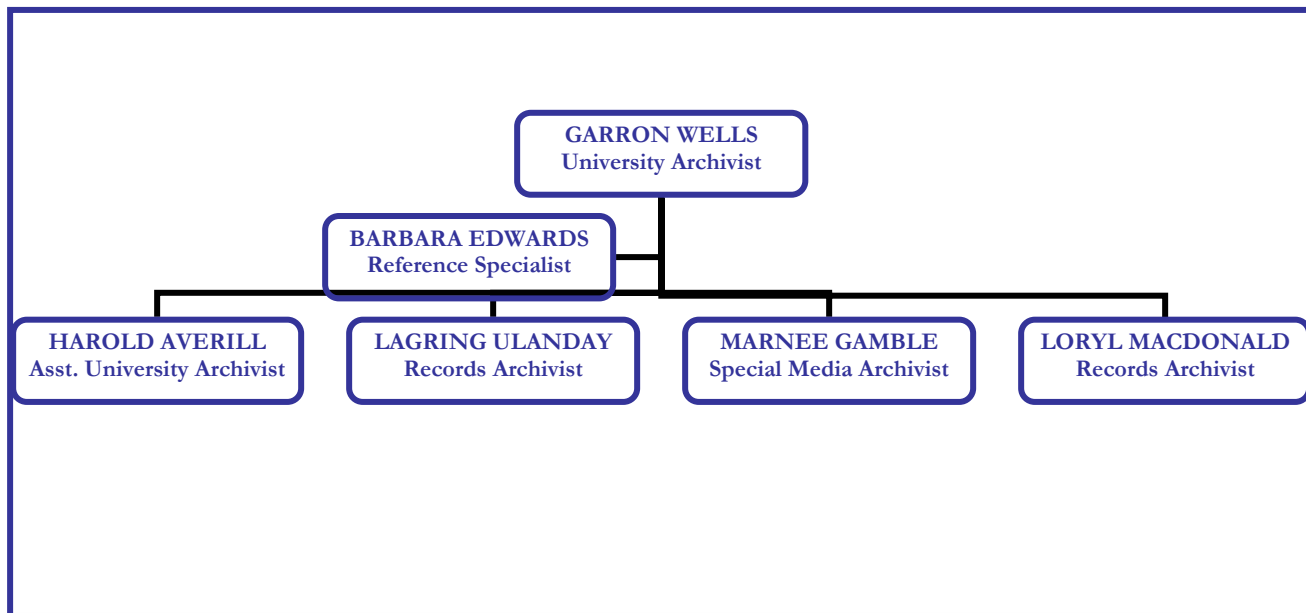 GARRON WELLS
University Archivist
BARBARA EDWARDS
Reference Specialist
HAROLD AVERILL
Asst. University Archivist
LAGRING ULANDAY
Records Archivist
MARNEE GAMBLE
Special Media Archivist
LORYL MACDONALD
Records Archivist